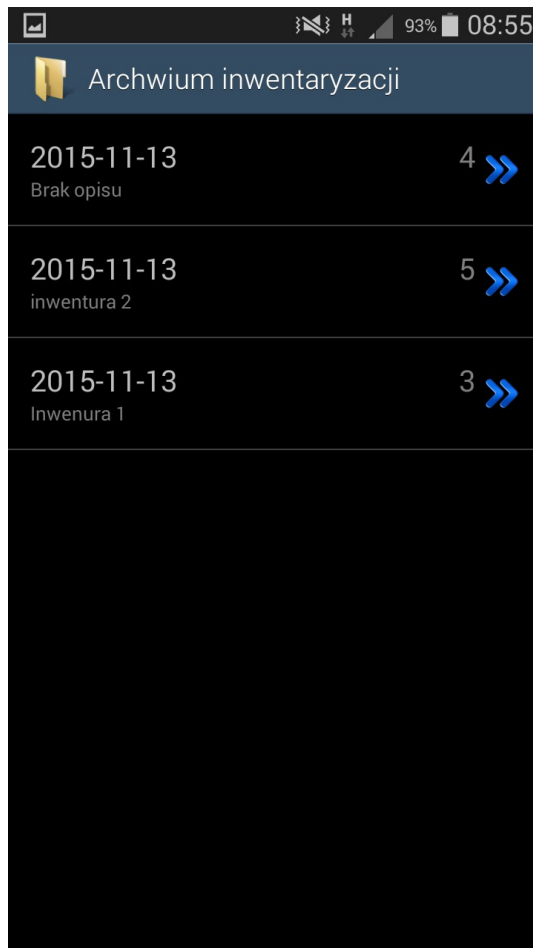 H 93% 08:55
Archwium inwentaryzacji
2015-11-13 4
Brak opisu
2015-11-13 5
inwentura 2
2015-11-13 3
Inwenura 1